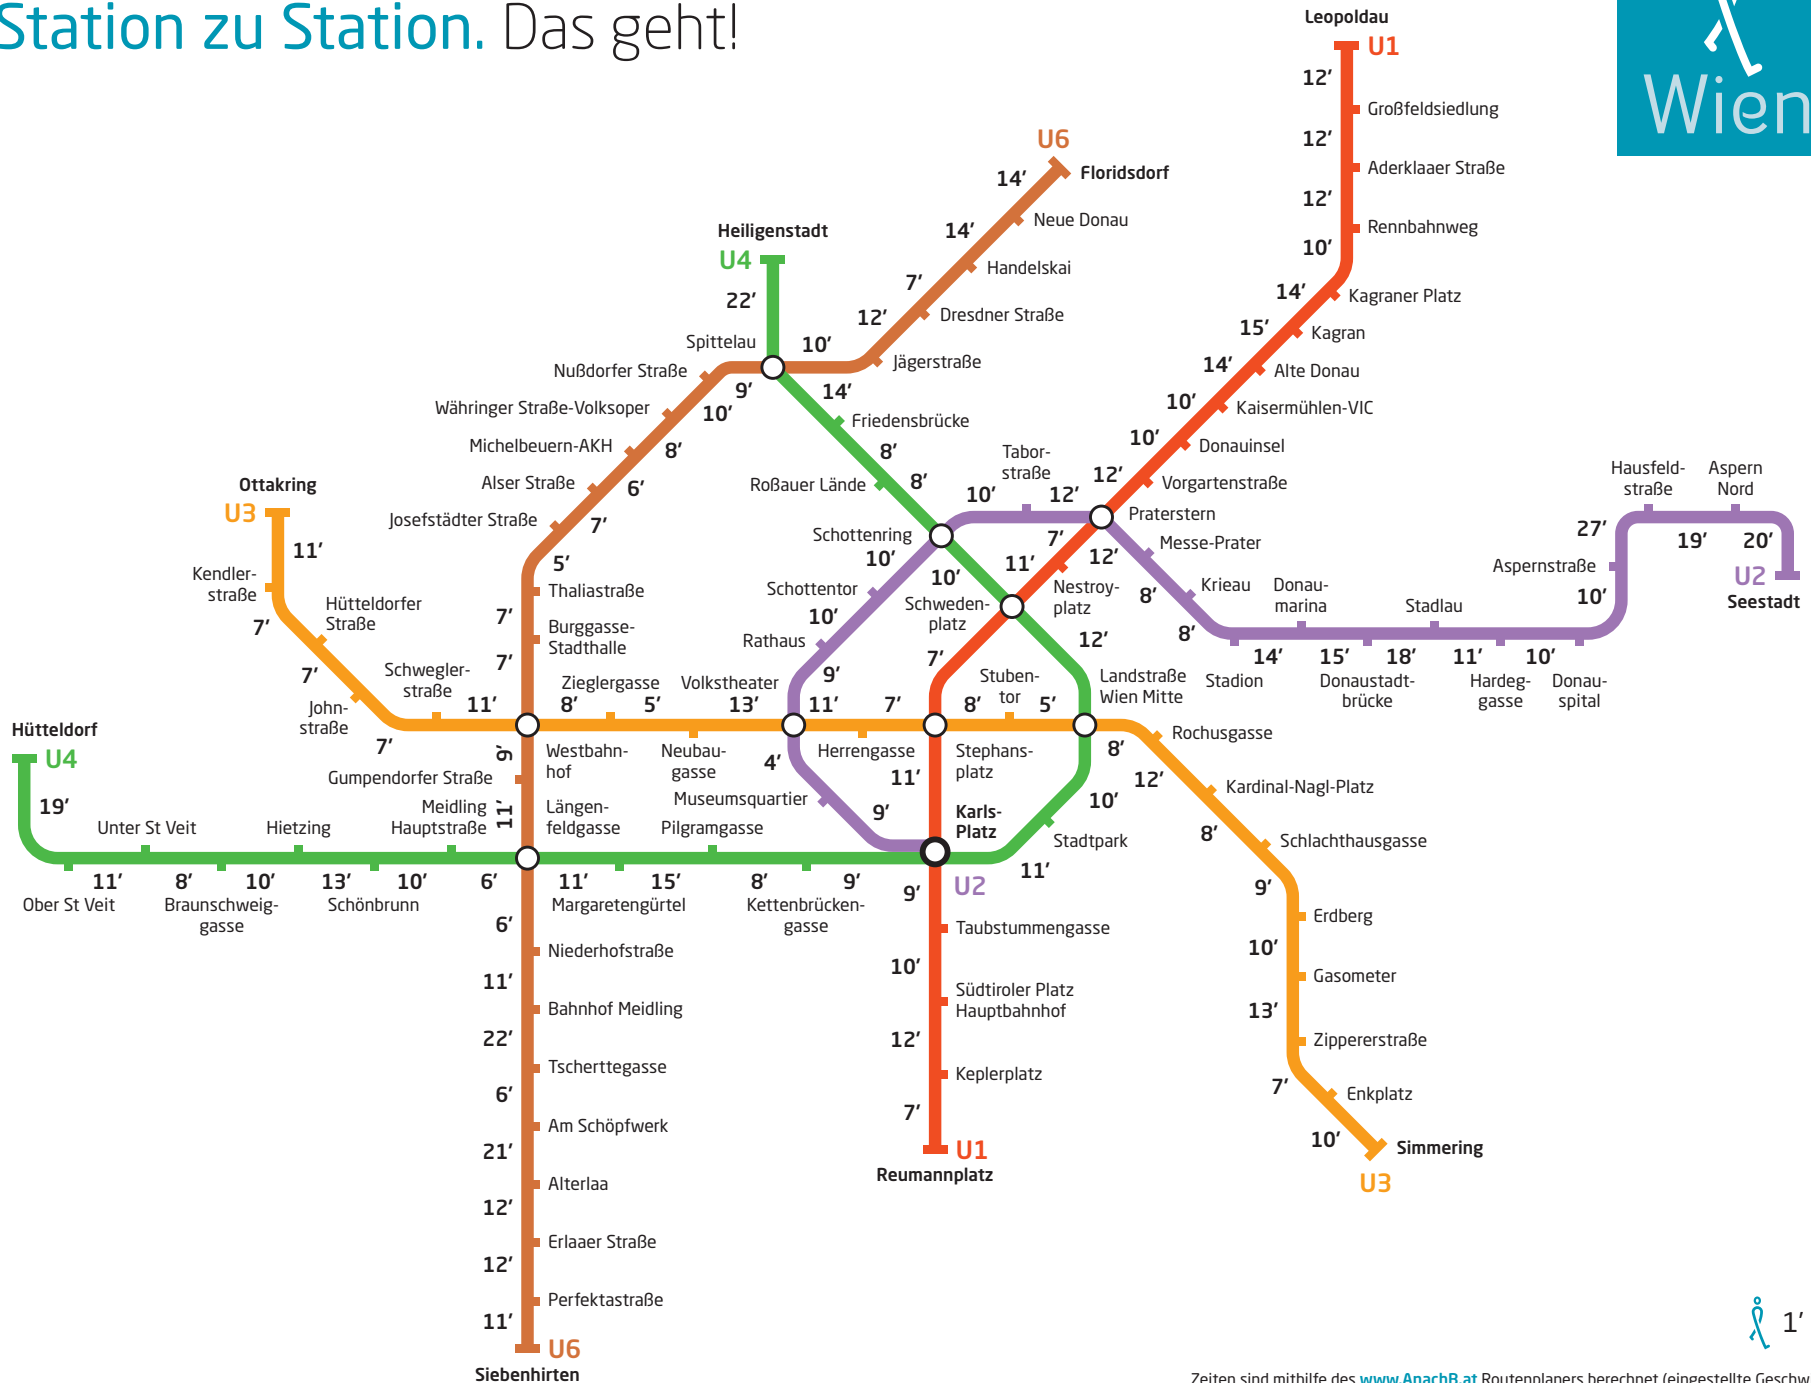 Station zu Station. Das geht!
Wien
Leopoldau
U1
12’
Großfeldsiedlung
12’
Aderklaaer Straße
12’
Rennbahnweg
10’
Kagraner Platz
14’
Kagran
15’
Alte Donau
14’
Kaisermühlen-VIC
10’
Donauinsel
10’
Vorgartenstraße
12’
Praterstern
7’
Nestroy-
platz
11’
Schweden-
platz
7’
Stephans-
platz
11’
Karls-
Platz
9’
Taubstummengasse
10’
Südtiroler Platz
Hauptbahnhof
12’
Keplerplatz
7’
U1
Reumannplatz
U6
Floridsdorf
14’
Neue Donau
14’
Handelskai
7’
Dresdner Straße
12’
Jägerstraße
10’
Spittelau
9’
Nußdorfer Straße
10’
Währinger Straße-Volksoper
8’
Michelbeuern-AKH
6’
Alser Straße
7’
Josefstädter Straße
5’
Thaliastraße
7’
Burggasse-
Stadthalle
7’
Westbahn-
hof
9’
Gumpendorfer Straße
11’
Längen-
feldgasse
6’
Niederhofstraße
11’
Bahnhof Meidling
22’
Tscherttegasse
6’
Am Schöpfwerk
21’
Alterlaa
12’
Erlaaer Straße
12’
Perfektastraße
11’
U6
Siebenhirten
Heiligenstadt
U4
22’
14’
Friedensbrücke
8’
Roßauer Lände
8’
Schottenring
10’
12’
Landstraße
Wien Mitte
10’
Stadtpark
11’
9’
Kettenbrücken-
gasse
8’
Pilgramgasse
15’
Margaretengürtel
11’
6’
Meidling
Hauptstraße
10’
Schönbrunn
13’
Hietzing
10’
Braunschweig-
gasse
8’
Unter St Veit
11’
Ober St Veit
19’
U4
Hütteldorf
Ottakring
U3
11’
Kendler-
straße
7’
Hütteldorfer
Straße
7’
John-
straße
7’
Schwegler-
straße
11’
8’
Zieglergasse
5’
Neubau-
gasse
13’
Volkstheater
11’
Herrengasse
7’
8’
Stuben-
tor
5’
8’
Rochusgasse
12’
Kardinal-Nagl-Platz
8’
Schlachthausgasse
9’
Erdberg
10’
Gasometer
13’
Zippererstraße
7’
Enkplatz
10’
Simmering
U3
U2
9’
Museumsquartier
4’
9’
Rathaus
10’
Schottentor
10’
10’
Tabor-
straße
12’
12’
Messe-Prater
8’
Krieau
8’
Stadion
14’
Donau-
marina
15’
Donaustadt-
brücke
18’
Stadlau
11’
Hardeg-
gasse
10’
Donau-
spital
10’
Aspernstraße
27’
Hausfeld-
straße
19’
Aspern
Nord
20’
U2
Seestadt
1’
Zeiten sind mithilfe des www.AnachB.at Routenplaners berechnet (eingestellte Geschw